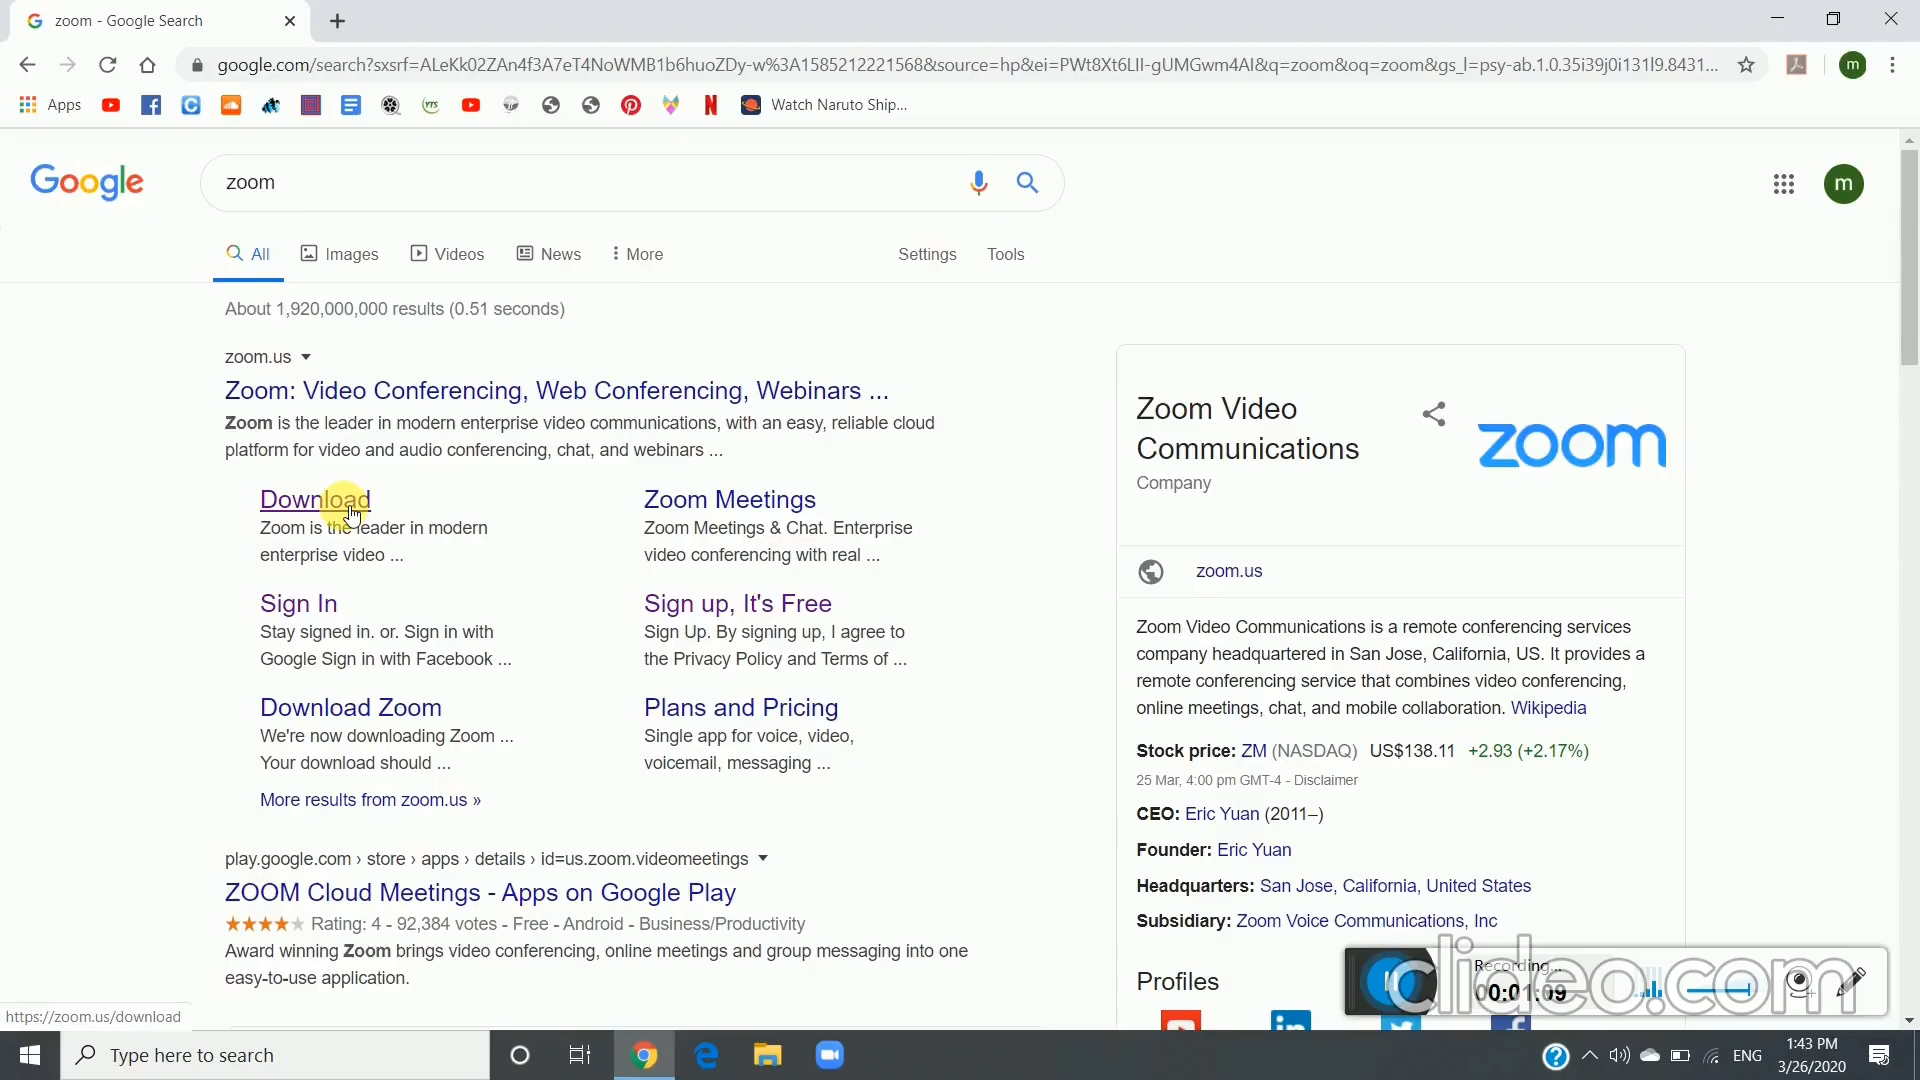 zoom - Google Search
google.com/search?sxsrf=ALeKk02ZAn4f3A7eT4NoWMB1b6huoZDy-w%3A1585212221568&source=hp&ei=PWt8Xt6LII-gUMGwm4AI&q=zoom&oq=zoom&gs_l=psy-ab.1.0.35i39j0i131l9.8431...
m
Apps
YTS
Watch Naruto Ship...
Google
zoom
m
All
Images
Videos
News
More
Settings
Tools
About 1,920,000,000 results (0.51 seconds)
zoom.us
Zoom: Video Conferencing, Web Conferencing, Webinars ...
Zoom is the leader in modern enterprise video communications, with an easy, reliable cloud
platform for video and audio conferencing, chat, and webinars ...
Download
Zoom is the leader in modern
enterprise video ...
Zoom Meetings
Zoom Meetings & Chat. Enterprise
video conferencing with real ...
Sign In
Stay signed in. or. Sign in with
Google Sign in with Facebook ...
Sign up, It's Free
Sign Up. By signing up, I agree to
the Privacy Policy and Terms of ...
Download Zoom
We're now downloading Zoom ...
Your download should ...
Plans and Pricing
Single app for voice, video,
voicemail, messaging ...
More results from zoom.us »
play.google.com › store › apps › details › id=us.zoom.videomeetings
ZOOM Cloud Meetings - Apps on Google Play
Rating: 4 - 92,384 votes - Free - Android - Business/Productivity
Award winning Zoom brings video conferencing, online meetings and group messaging into one
easy-to-use application.
Zoom Video
Communications
Company
zoom
zoom.us
Zoom Video Communications is a remote conferencing services
company headquartered in San Jose, California, US. It provides a
remote conferencing service that combines video conferencing,
online meetings, chat, and mobile collaboration. Wikipedia
Stock price: ZM (NASDAQ) US$138.11 +2.93 (+2.17%)
25 Mar, 4:00 pm GMT-4 - Disclaimer
CEO: Eric Yuan (2011–)
Founder: Eric Yuan
Headquarters: San Jose, California, United States
Subsidiary: Zoom Voice Communications, Inc
Profiles
Recording...
00:01:09
clideo.com
https://zoom.us/download
Type here to search
ENG
1:43 PM
3/26/2020